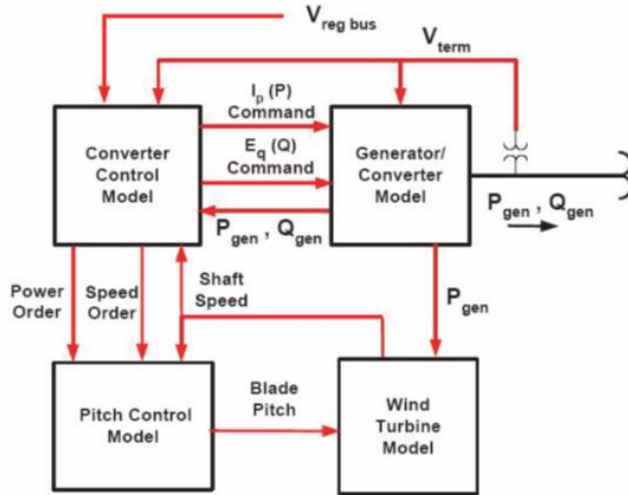 V reg bus
V term
I p (P)
Command
E q (Q)
Command
P gen , Q gen
Converter
Control
Model
Generator/
Converter
Model
P gen , Q gen
Power
Order
Speed
Order
Shaft
Speed
P gen
Pitch Control
Model
Blade
Pitch
Wind
Turbine
Model